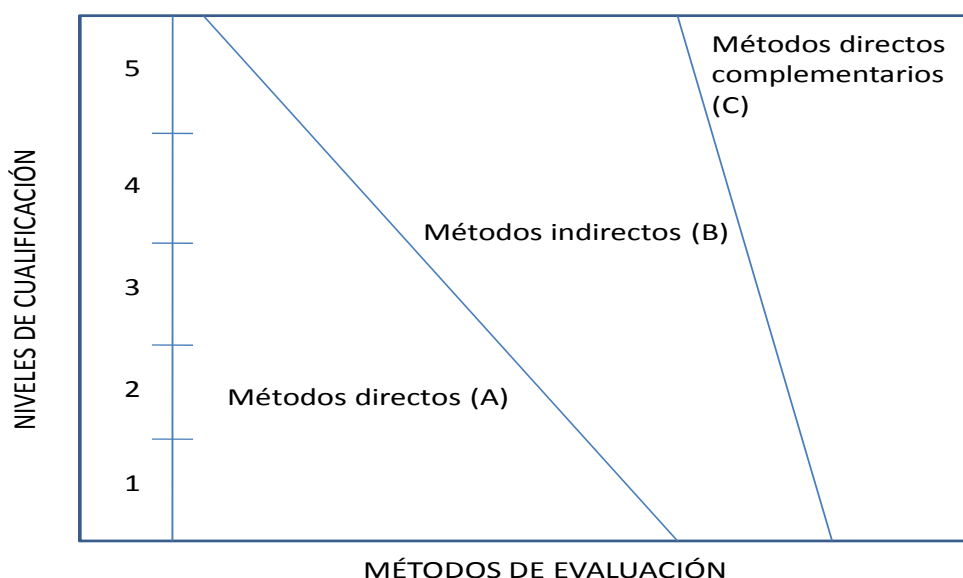 Métodos directos
complementarios
(C)
5
4
Métodos indirectos (B)
3
2
Métodos directos (A)
1
NIVELES DE CUALIFICACIÓN
MÉTODOS DE EVALUACIÓN